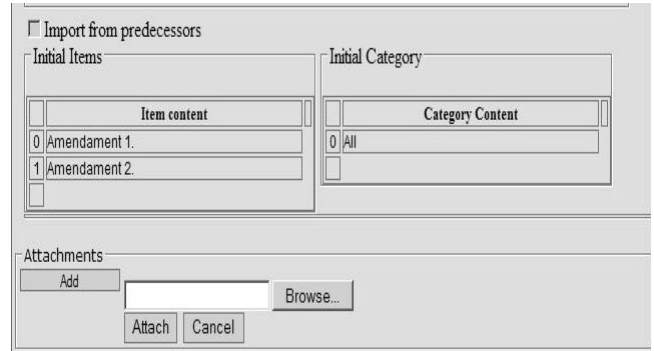 Import from predecessors
Initial Items
Initial Category
Item content
Category Content
0 Amendament 1.
0 All
1 Amendament 2.
Attachments
Add
Browse...
Attach Cancel